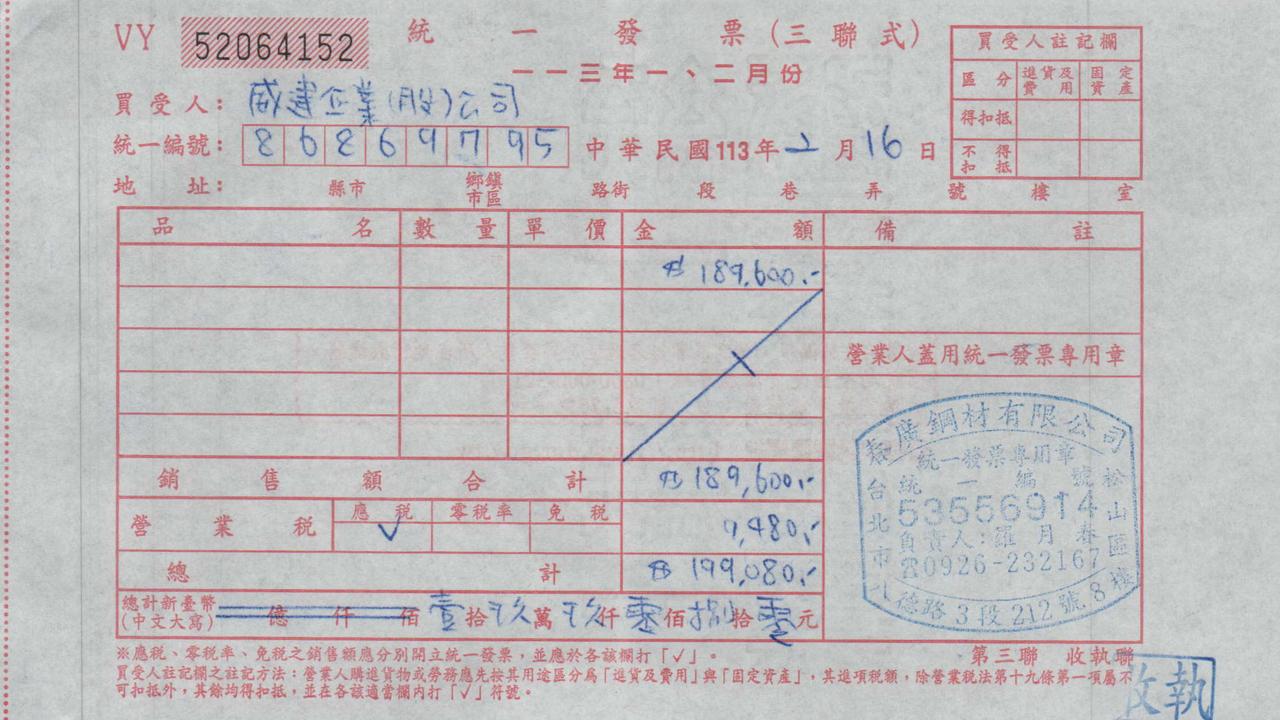 VY 52064152 統一發票(三聯式)
一一三年一、二月份
買受人註記欄
區分 進貨及費用 固定資產
得扣抵
不得扣抵
買受人: 威建企業(股)公司
統一編號: 86869795 中華民國113年2月16日
地址: 縣市 鄉鎮市區 路街 段 巷 弄 號 樓 室
品名 數量 單價 金額 備註
$189,600.-
營業人蓋用統一發票專用章
銷售額合計 $189,600.-
營業稅 應稅 零稅率 免稅 9,480.-
✓
總計 $199,080.-
總計新臺幣(中文大寫) 億 仟 佰 壹拾玖萬玖仟零佰捌拾零元
廣鋼材有限公司
統一發票專用章
統一編號
53556914
負責人:羅月春
☎0926-232167
台北市松山區八德路3段212號8樓
※應稅、零稅率、免稅之銷售額應分別開立統一發票,並應於各該欄打「✓」。
第三聯 收執聯
買受人註記欄之註記方法:營業人購進貨物或勞務應先按其用途區分為「進貨及費用」與「固定資產」,其進項稅額,除營業稅法第十九條第一項屬不
可扣抵外,其餘均得扣抵,並在各該適當欄內打「✓」符號。
收執